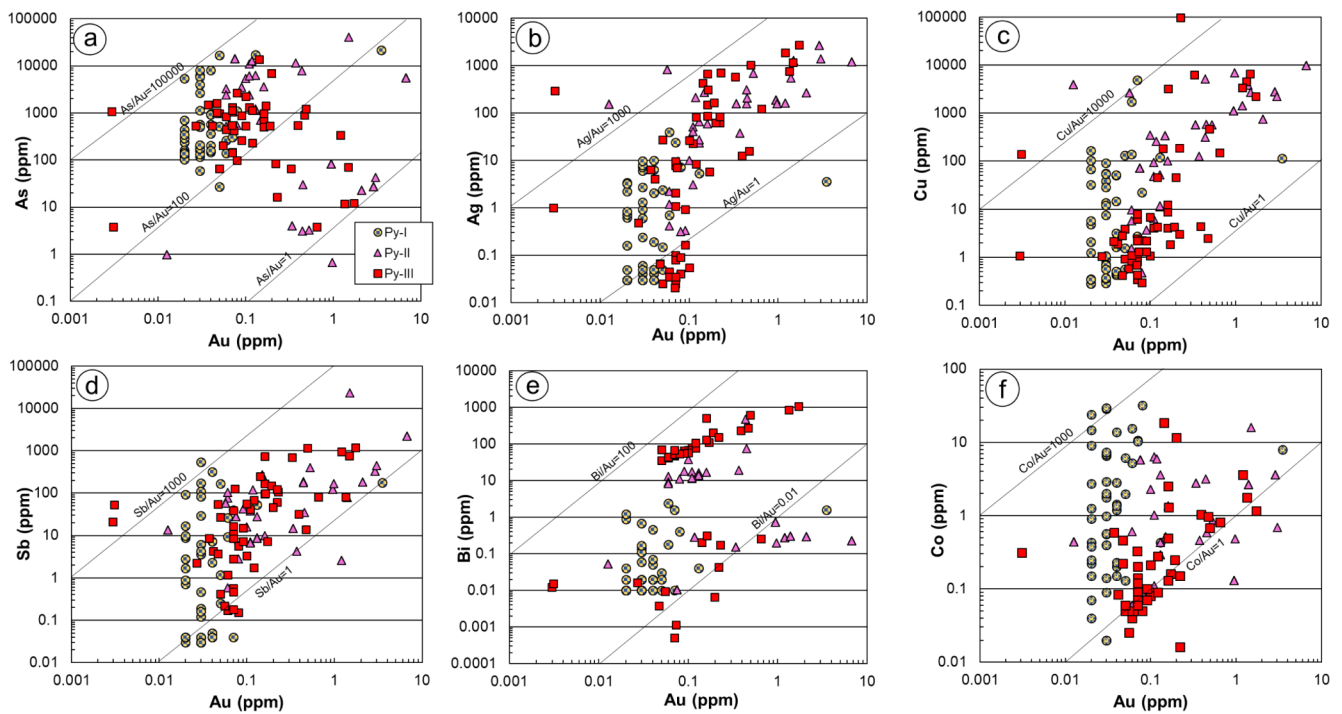 a
100000
10000
1000
100
10
1
0.1
As (ppm)
As/Au=100000
As/Au=100
As/Au=1
Py-I
Py-II
Py-III
0.001
0.01
0.1
1
10
Au (ppm)
b
10000
1000
100
10
1
0.1
0.01
Ag (ppm)
Ag/Au=1000
Ag/Au=1
0.001
0.01
0.1
1
10
Au (ppm)
c
100000
10000
1000
100
10
1
0.1
Cu (ppm)
Cu/Au=10000
Cu/Au=1
0.001
0.01
0.1
1
10
Au (ppm)
d
100000
10000
1000
100
10
1
0.1
0.01
Sb (ppm)
Sb/Au=1000
Sb/Au=1
0.001
0.01
0.1
1
10
Au (ppm)
e
10000
1000
100
10
1
0.1
0.01
0.001
0.0001
Bi (ppm)
Bi/Au=100
Bi/Au=0.01
0.001
0.01
0.1
1
10
Au (ppm)
f
100
10
1
0.1
0.01
Co (ppm)
Co/Au=1000
Co/Au=1
0.001
0.01
0.1
1
10
Au (ppm)